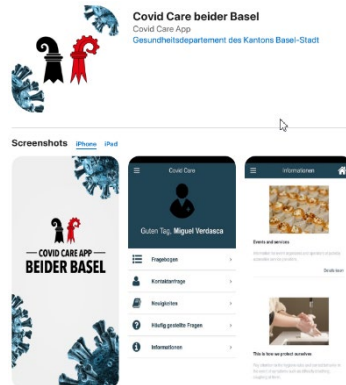 Covid Care beider Basel
Covid Care App
Gesundheitsdepartement des Kantons Basel-Stadt
Screenshots iPhone iPad
COVID CARE APP
BEIDER BASEL
Covid Care
Guten Tag, Miguel Verdasca
Fragebogen
Kontaktanfrage
Neuigkeiten
Häufig gestellte Fragen
Informationen
Informationen
Events and services
This is how we protect ourselves